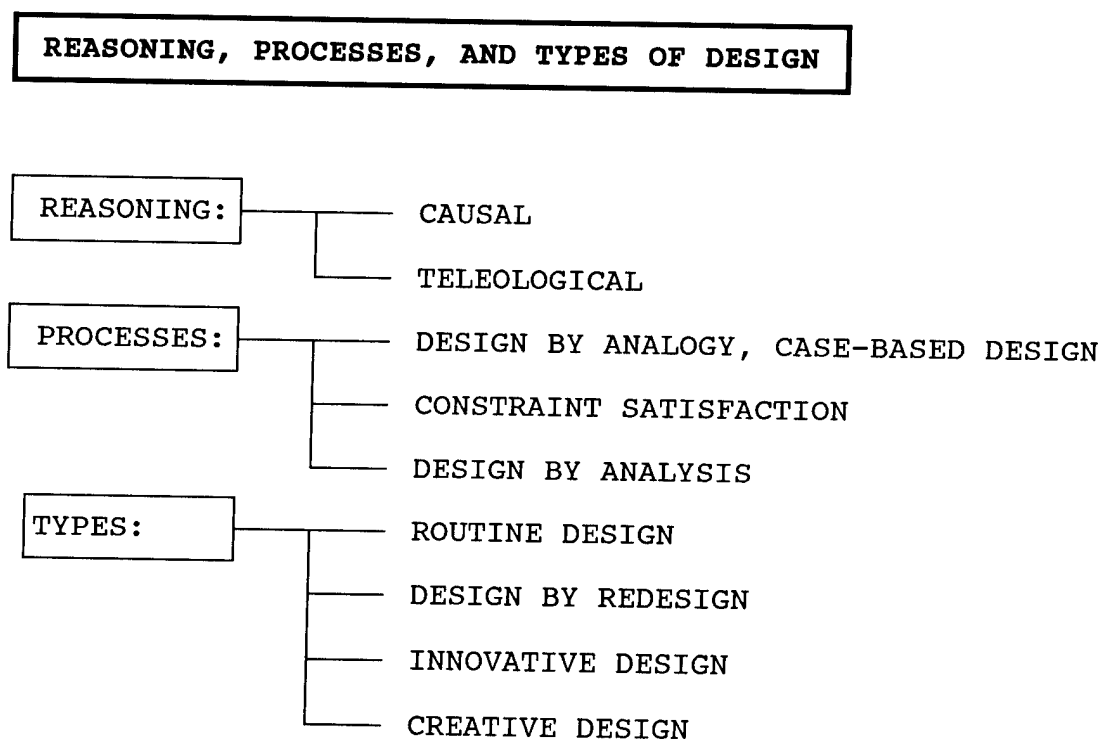 REASONING, PROCESSES, AND TYPES OF DESIGN
REASONING:
CAUSAL
TELEOLOGICAL
PROCESSES:
DESIGN BY ANALOGY, CASE-BASED DESIGN
CONSTRAINT SATISFACTION
DESIGN BY ANALYSIS
TYPES:
ROUTINE DESIGN
DESIGN BY REDESIGN
INNOVATIVE DESIGN
CREATIVE DESIGN